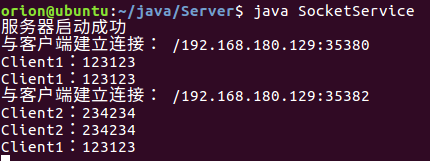 orion@ubuntu:~/java/Server$ java SocketService
服务器启动成功
与客户端建立连接： /192.168.180.129:35380
Client1：123123
Client1：123123
与客户端建立连接： /192.168.180.129:35382
Client2：234234
Client2：234234
Client1：123123